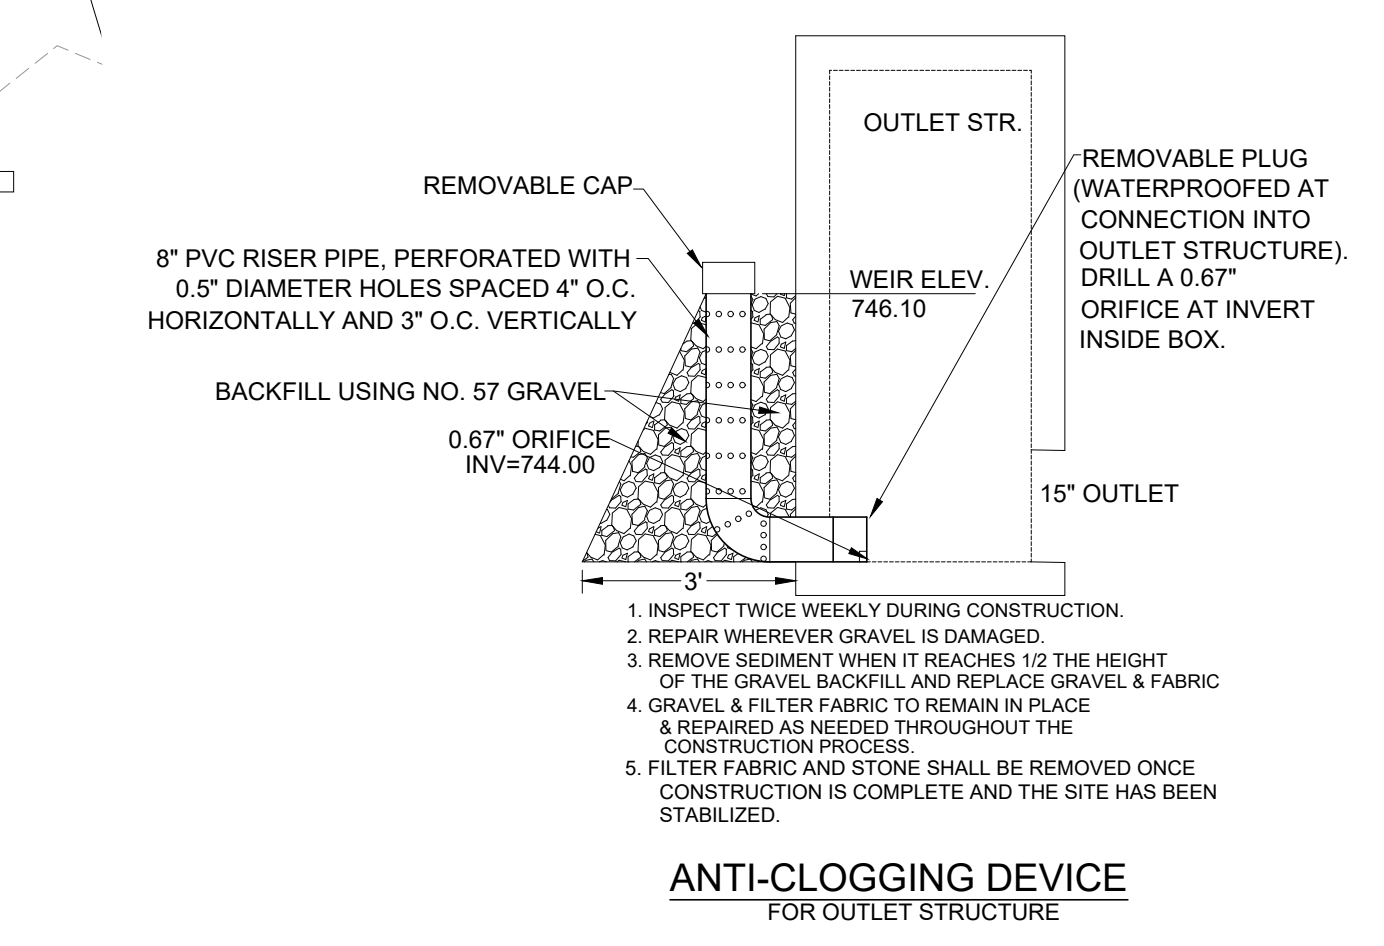 OUTLET STR.
REMOVABLE CAP
REMOVABLE PLUG
(WATERPROOFED AT
CONNECTION INTO
OUTLET STRUCTURE).
DRILL A 0.67"
ORIFICE AT INVERT
INSIDE BOX.
8" PVC RISER PIPE, PERFORATED WITH
0.5" DIAMETER HOLES SPACED 4" O.C.
HORIZONTALLY AND 3" O.C. VERTICALLY
WEIR ELEV.
746.10
BACKFILL USING NO. 57 GRAVEL
0.67" ORIFICE
INV=744.00
15" OUTLET
3'
1. INSPECT TWICE WEEKLY DURING CONSTRUCTION.
2. REPAIR WHEREVER GRAVEL IS DAMAGED.
3. REMOVE SEDIMENT WHEN IT REACHES 1/2 THE HEIGHT
OF THE GRAVEL BACKFILL AND REPLACE GRAVEL & FABRIC
4. GRAVEL & FILTER FABRIC TO REMAIN IN PLACE
& REPAIRED AS NEEDED THROUGHOUT THE
CONSTRUCTION PROCESS.
5. FILTER FABRIC AND STONE SHALL BE REMOVED ONCE
CONSTRUCTION IS COMPLETE AND THE SITE HAS BEEN
STABILIZED.
ANTI-CLOGGING DEVICE
FOR OUTLET STRUCTURE